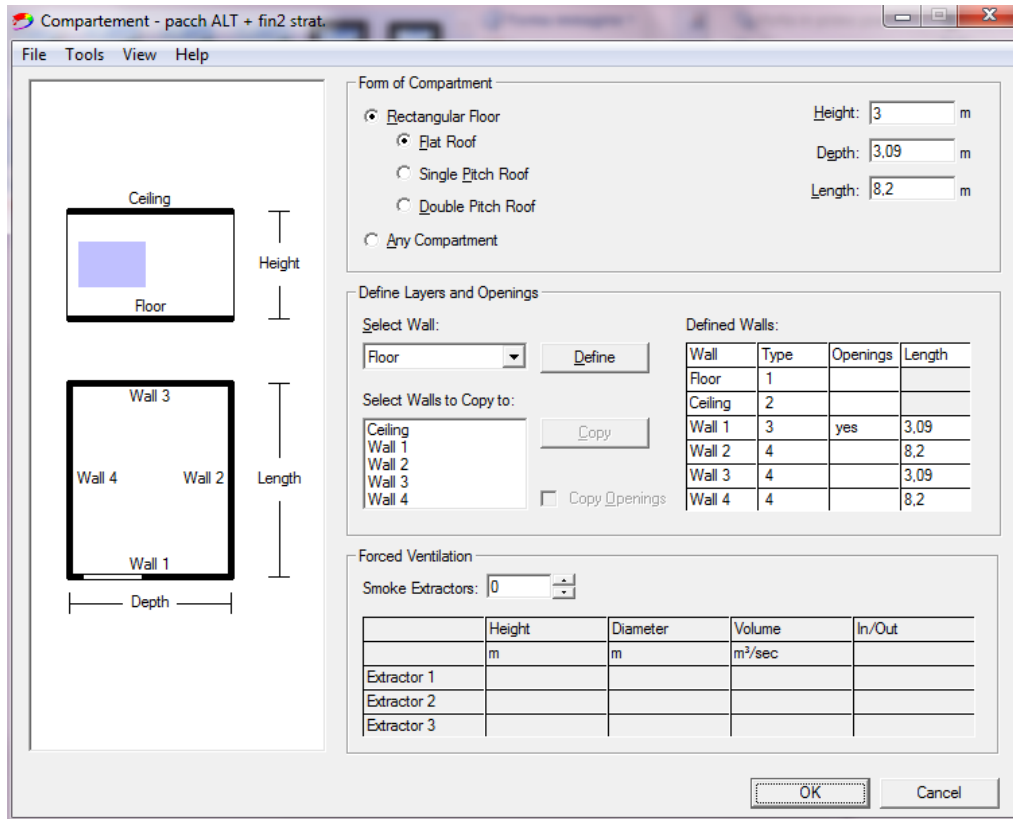 Compartement - pacch ALT + fin2 strat.
File Tools View Help
Ceiling
Height
Floor
Wall 3
Wall 4 Wall 2 Length
Wall 1
Depth
Form of Compartment
Rectangular Floor
Flat Roof
Single Pitch Roof
Double Pitch Roof
Any Compartment
Height: 3 m
Depth: 3,09 m
Length: 8,2 m
Define Layers and Openings
Select Wall:
Floor Define
Select Walls to Copy to:
Ceiling
Wall 1
Wall 2
Wall 3
Wall 4
Copy
Copy Openings
Defined Walls:
Wall Type Openings Length
Floor 1
Ceiling 2
Wall 1 3 yes 3,09
Wall 2 4 8,2
Wall 3 4 3,09
Wall 4 4 8,2
Forced Ventilation
Smoke Extractors: 0
Height Diameter Volume In/Out
m m m³/sec
Extractor 1
Extractor 2
Extractor 3
OK Cancel